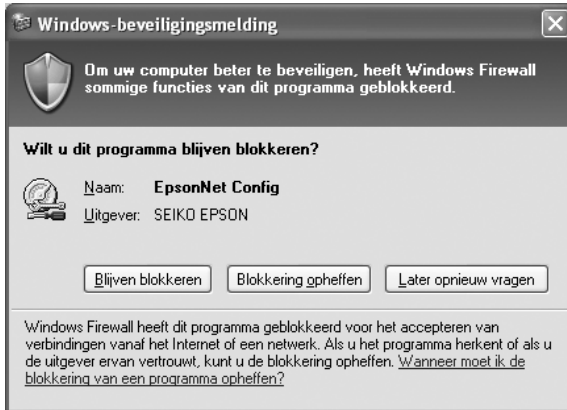 Windows-beveiligingsmelding
Om uw computer beter te beveiligen, heeft Windows Firewall
sommige functies van dit programma geblokkeerd.
Wilt u dit programma blijven blokkeren?
Naam: EpsonNet Config
Uitgever: SEIKO EPSON
Blijven blokkeren Blokkering opheffen Later opnieuw vragen
Windows Firewall heeft dit programma geblokkeerd voor het accepteren van
verbindingen vanaf het Internet of een netwerk. Als u het programma herkent of als u
de uitgever ervan vertrouwt, kunt u de blokkering opheffen. Wanneer moet ik de
blokkering van een programma opheffen?